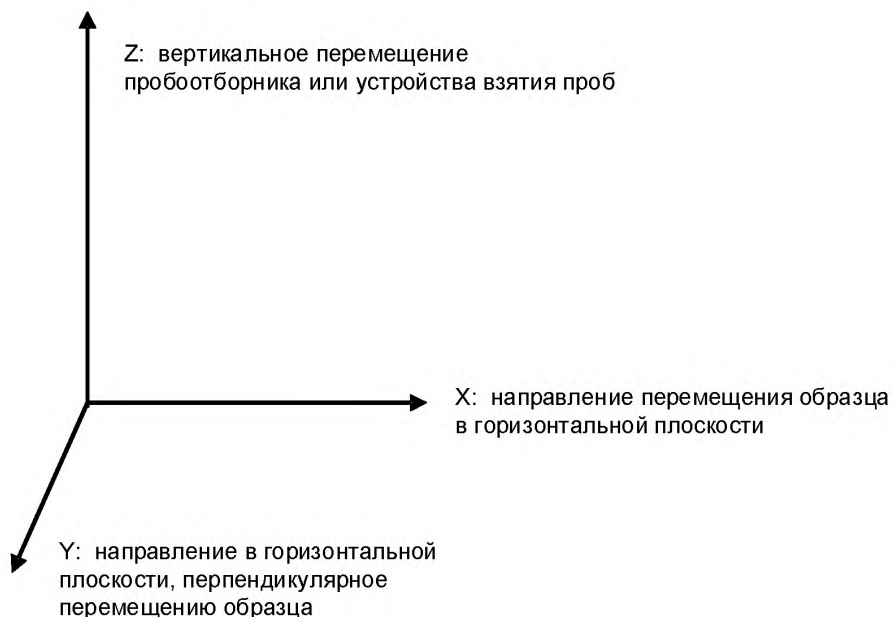 Z: вертикальное перемещение
пробоотборника или устройства взятия проб
X: направление перемещения образца
в горизонтальной плоскости
Y: направление в горизонтальной
плоскости, перпендикулярное
перемещению образца